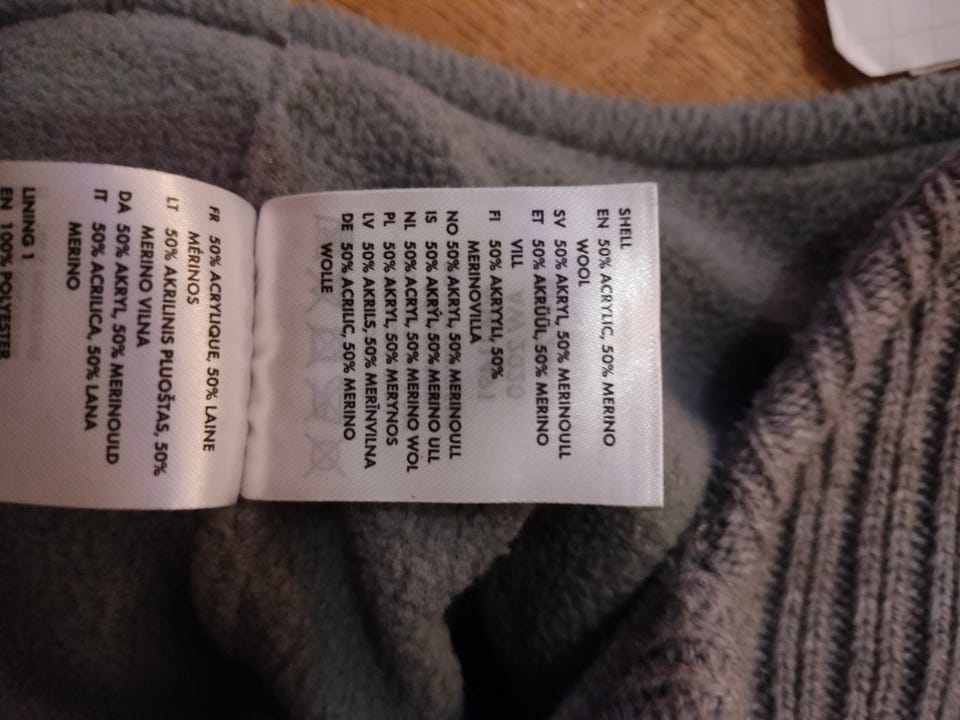 SHELL
EN 50% ACRYLIC, 50% MERINO
WOOL
SV 50% AKRYL, 50% MERINOULL
ET 50% AKRÜÜL, 50% MERINO
VILL
FI 50% AKRYYLI, 50%
MERINOVILLA
NO 50% AKRYL, 50% MERINOULL
IS 50% AKRÝL, 50% MERINO ULL
NL 50% ACRYL, 50% MERINO WOL
PL 50% AKRYL, 50% MERYNOS
LV 50% AKRILS, 50% MERĪNVILNA
DE 50% ACRILIC, 50% MERINO
WOLLE
FR 50% ACRYLIQUE, 50% LAINE
MÉRINOS
LT 50% AKRILINIS PLUOŠTAS, 50%
MERINO VILNA
DA 50% AKRYL, 50% MERINOULD
IT 50% ACRILICA, 50% LANA
MERINO
LINING 1
EN 100% POLYESTER